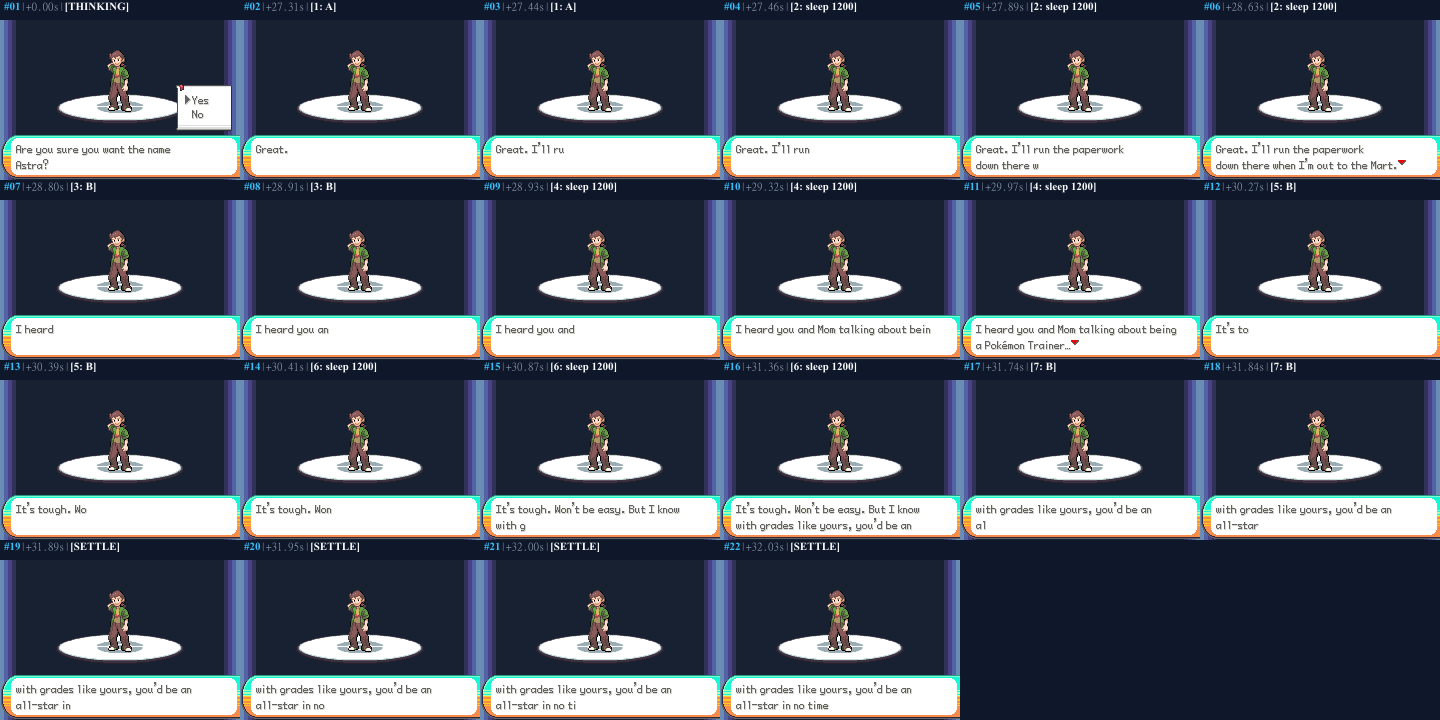 #01|+0.00s|[THINKING]
Yes
No
Are you sure you want the name
Astra?
#02|+27.31s|[1: A]
Great.
#03|+27.44s|[1: A]
Great. I'll ru
#04|+27.46s|[2: sleep 1200]
Great. I'll run
#05|+27.89s|[2: sleep 1200]
Great. I'll run the paperwork
down there w
#06|+28.63s|[2: sleep 1200]
Great. I'll run the paperwork
down there when I'm out to the Mart.
#07|+28.80s|[3: B]
I heard
#08|+28.91s|[3: B]
I heard you an
#09|+28.93s|[4: sleep 1200]
I heard you and
#10|+29.32s|[4: sleep 1200]
I heard you and Mom talking about bein
#11|+29.97s|[4: sleep 1200]
I heard you and Mom talking about being
a Pokémon Trainer...
#12|+30.27s|[5: B]
It's to
#13|+30.39s|[5: B]
It's tough. Wo
#14|+30.41s|[6: sleep 1200]
It's tough. Won
#15|+30.87s|[6: sleep 1200]
It's tough. Won't be easy. But I know
with g
#16|+31.36s|[6: sleep 1200]
It's tough. Won't be easy. But I know
with grades like yours, you'd be an
#17|+31.74s|[7: B]
with grades like yours, you'd be an
al
#18|+31.84s|[7: B]
with grades like yours, you'd be an
all-star
#19|+31.89s|[SETTLE]
with grades like yours, you'd be an
all-star in
#20|+31.95s|[SETTLE]
with grades like yours, you'd be an
all-star in no
#21|+32.00s|[SETTLE]
with grades like yours, you'd be an
all-star in no ti
#22|+32.03s|[SETTLE]
with grades like yours, you'd be an
all-star in no time